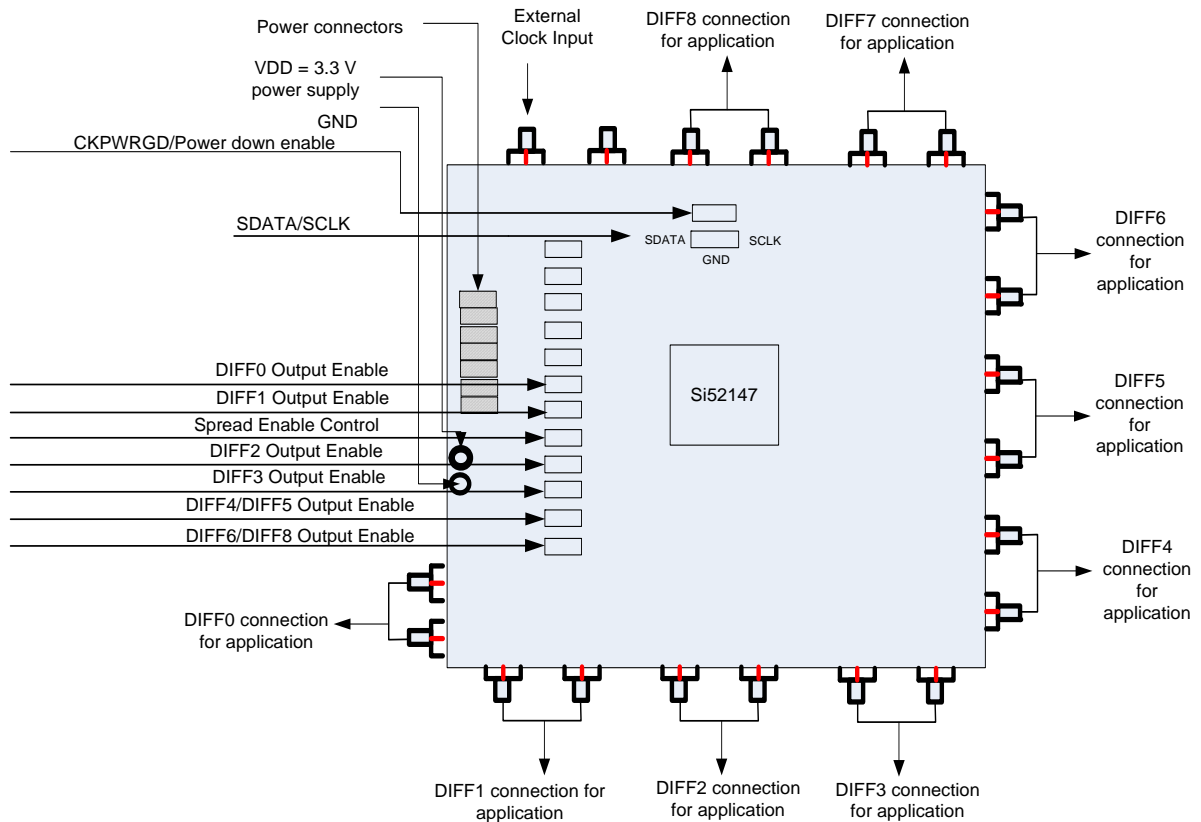 Power connectors
External
Clock Input
DIFF8 connection
for application
DIFF7 connection
for application
VDD = 3.3 V
power supply
GND
CKPWRGD/Power down enable
SDATA/SCLK
SDATA
SCLK
GND
DIFF6
connection
for
application
Si52147
DIFF5
connection
for
application
DIFF0 Output Enable
DIFF1 Output Enable
Spread Enable Control
DIFF2 Output Enable
DIFF3 Output Enable
DIFF4/DIFF5 Output Enable
DIFF6/DIFF8 Output Enable
DIFF4
connection
for
application
DIFF0 connection
for application
DIFF1 connection for
application
DIFF2 connection
for application
DIFF3 connection
for application